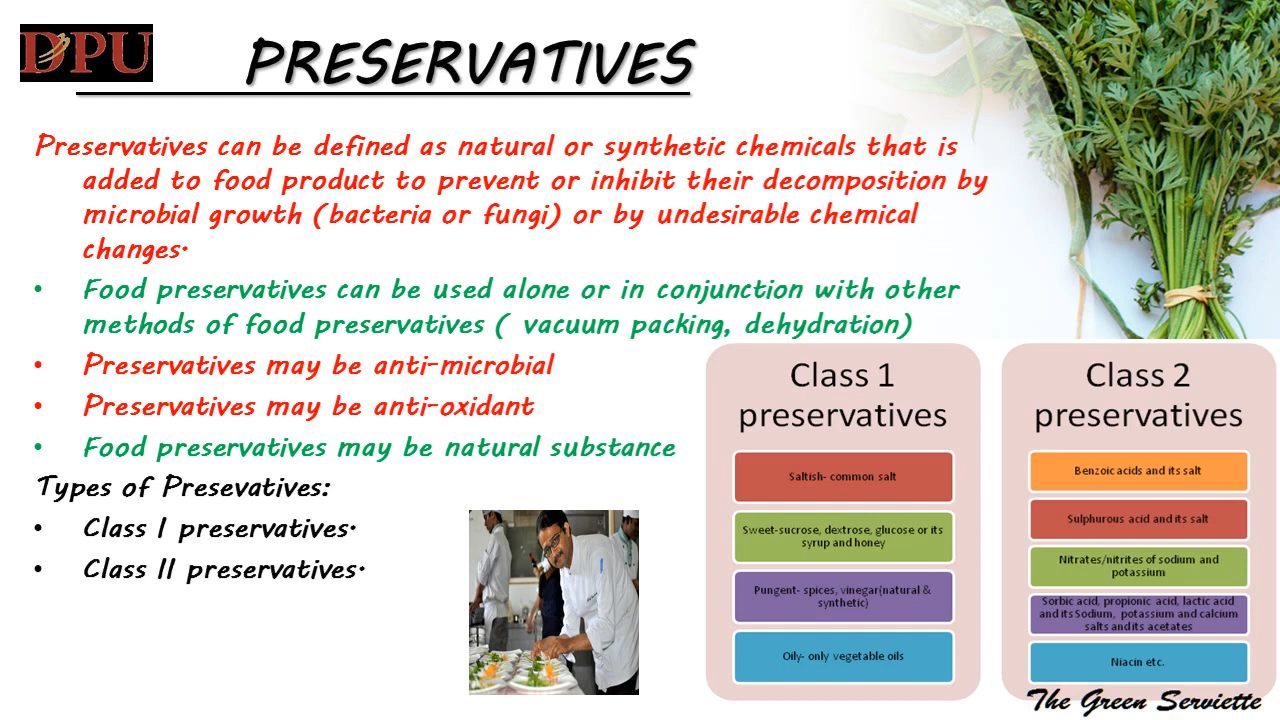 DPU
PRESERVATIVES
Preservatives can be defined as natural or synthetic chemicals that is
added to food product to prevent or inhibit their decomposition by
microbial growth (bacteria or fungi) or by undesirable chemical
changes.
• Food preservatives can be used alone or in conjunction with other
methods of food preservatives ( vacuum packing, dehydration)
• Preservatives may be anti-microbial
• Preservatives may be anti-oxidant
• Food preservatives may be natural substance
Types of Presevatives:
• Class I preservatives.
• Class II preservatives.
Class 1
preservatives
Saltish- common salt
Sweet-sucrose, dextrose, glucose or its
syrup and honey
Pungent- spices, vinegar(natural &
synthetic)
Oily- only vegetable oils
Class 2
preservatives
Benzoic acids and its salt
Sulphurous acid and its salt
Nitrates/nitrites of sodium and
potassium
Sorbic acid, propionic acid, lactic acid
and its Sodium, potassium and calcium
salts and its acetates
Niacin etc.
The Green Serviette